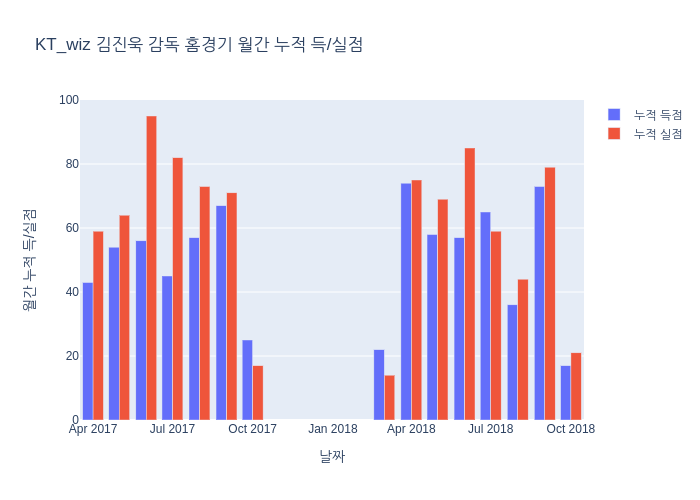 KT_wiz 김진욱 감독 홈경기 월간 누적 득/실점
누적 득점
누적 실점
월간 누적 득/실점
100
80
60
40
20
0
Apr 2017
Jul 2017
Oct 2017
Jan 2018
Apr 2018
Jul 2018
Oct 2018
날짜